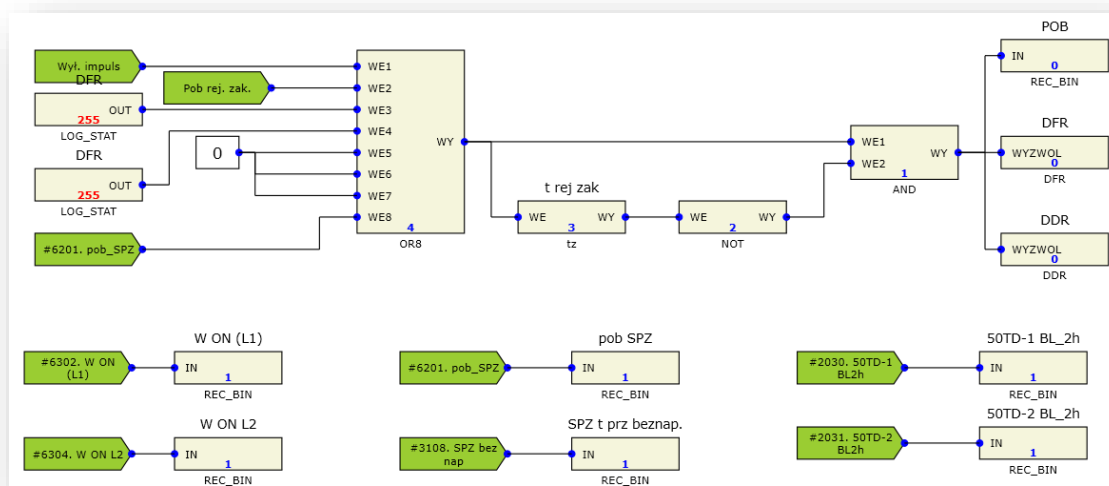 POB
Wył. impuls
IN
0
REC_BIN
DFR
Pob rej. zak.
OUT
255
LOG_STAT
DFR
OUT
255
LOG_STAT
#6201. pob_SPZ
0
WE1
WE2
WE3
WE4
WE5
WE6
WE7
WE8
WY
4
OR8
t rej zak
WE
WY
3
tz
WE
WY
2
NOT
WE1
WE2
WY
1
AND
DFR
WYZWOL
0
DFR
DDR
WYZWOL
0
DDR
W ON (L1)
#6302. W ON
(L1)
IN
1
REC_BIN
pob SPZ
#6201. pob_SPZ
IN
1
REC_BIN
50TD-1 BL_2h
#2030. 50TD-1
BL2h
IN
1
REC_BIN
W ON L2
#6304. W ON L2
IN
1
REC_BIN
SPZ t prz beznap.
#3108. SPZ bez
nap
IN
1
REC_BIN
50TD-2 BL_2h
#2031. 50TD-2
BL2h
IN
1
REC_BIN